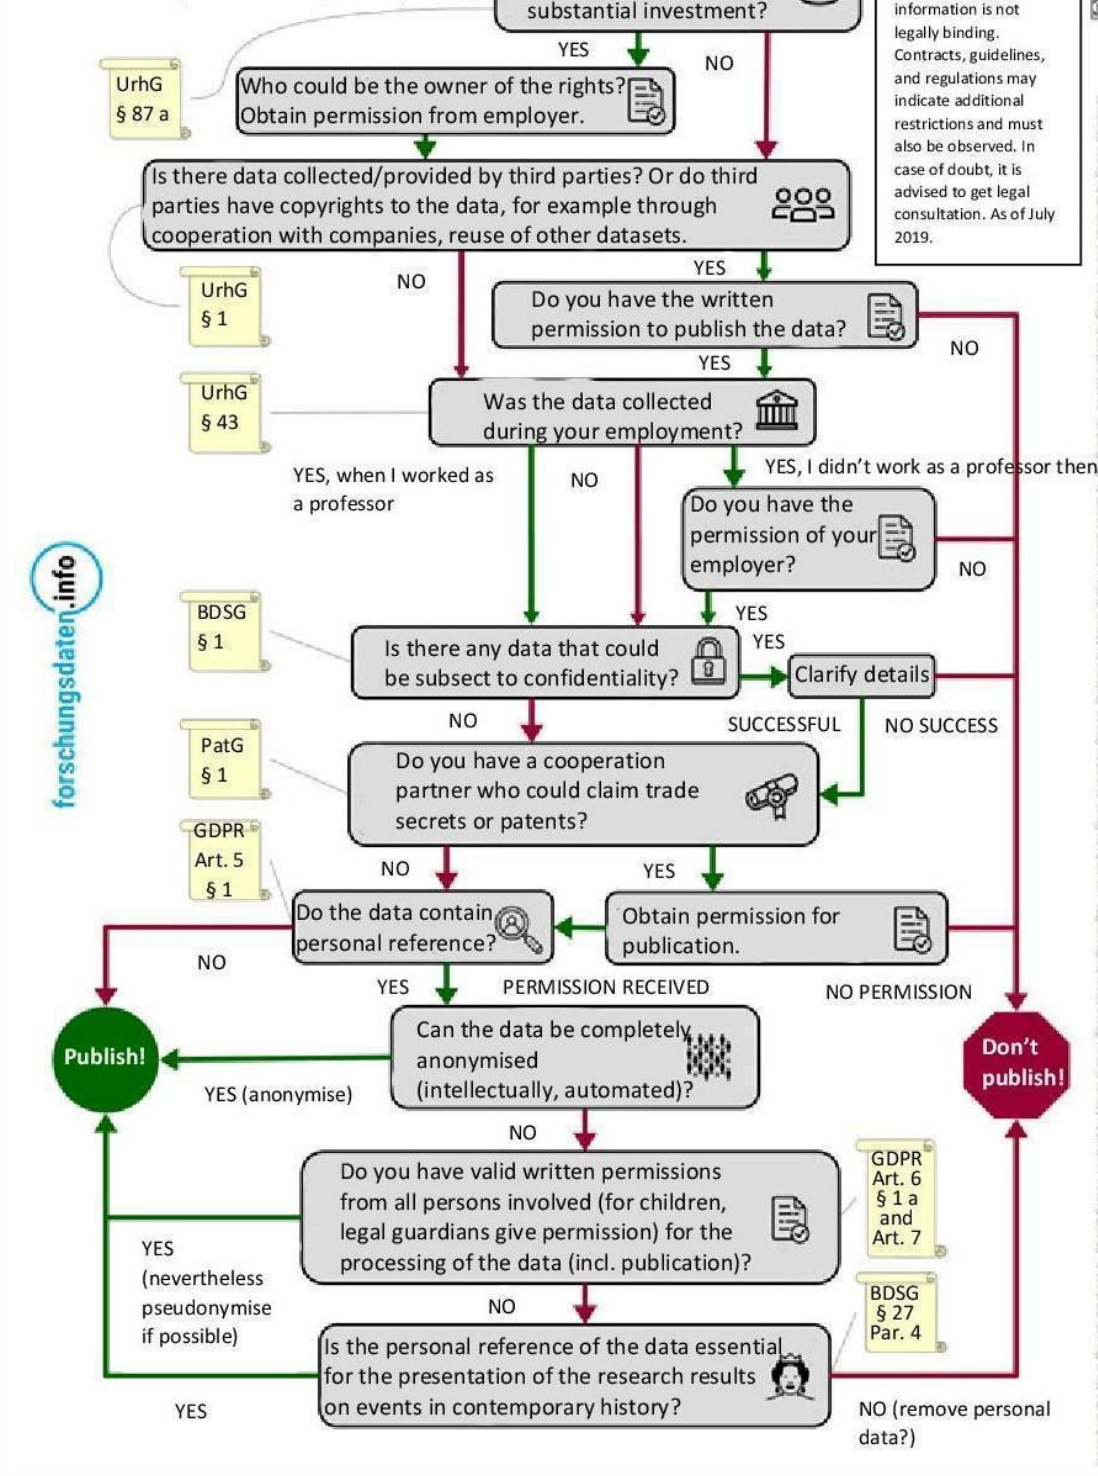 substantial investment?
information is not
legally binding.
Contracts, guidelines,
and regulations may
indicate additional
restrictions and must
also be observed. In
case of doubt, it is
advised to get legal
consultation. As of July
2019.
YES
NO
UrhG
§ 87 a
Who could be the owner of the rights?
Obtain permission from employer.
Is there data collected/provided by third parties? Or do third
parties have copyrights to the data, for example through
cooperation with companies, reuse of other datasets.
NO
YES
UrhG
§ 1
Do you have the written
permission to publish the data?
NO
YES
UrhG
§ 43
Was the data collected
during your employment?
YES, when I worked as
a professor
NO
YES, I didn't work as a professor then
Do you have the
permission of your
employer?
NO
YES
forschungsdaten.info
BDSG
§ 1
Is there any data that could
be subsect to confidentiality?
YES
Clarify details
NO
SUCCESSFUL
NO SUCCESS
PatG
§ 1
Do you have a cooperation
partner who could claim trade
secrets or patents?
GDPR
Art. 5
§ 1
NO
YES
Do the data contain
personal reference?
Obtain permission for
publication.
NO
YES
PERMISSION RECEIVED
NO PERMISSION
Publish!
Can the data be completely
anonymised
(intellectually, automated)?
Don't
publish!
YES (anonymise)
NO
Do you have valid written permissions
from all persons involved (for children,
legal guardians give permission) for the
processing of the data (incl. publication)?
GDPR
Art. 6
§ 1 a
and
Art. 7
YES
(nevertheless
pseudonymise
if possible)
NO
BDSG
§ 27
Par. 4
Is the personal reference of the data essential
for the presentation of the research results
on events in contemporary history?
YES
NO (remove personal
data?)